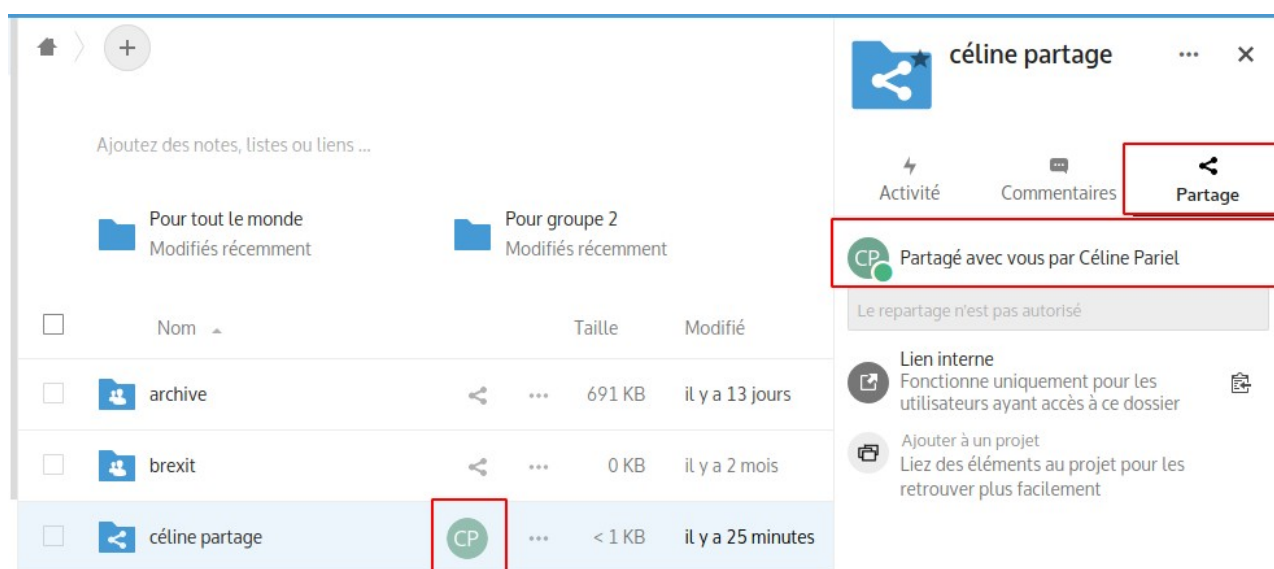 Ajoutez des notes, listes ou liens ...
Pour tout le monde
Modifiés récemment
Pour groupe 2
Modifiés récemment
Nom Taille Modifié
archive 691 KB il y a 13 jours
brexit 0 KB il y a 2 mois
céline partage CP < 1 KB il y a 25 minutes
céline partage
Activité Commentaires Partage
CP Partagé avec vous par Céline Pariel
Le repartage n'est pas autorisé
Lien interne
Fonctionne uniquement pour les
utilisateurs ayant accès à ce dossier
Ajouter à un projet
Liez des éléments au projet pour les
retrouver plus facilement